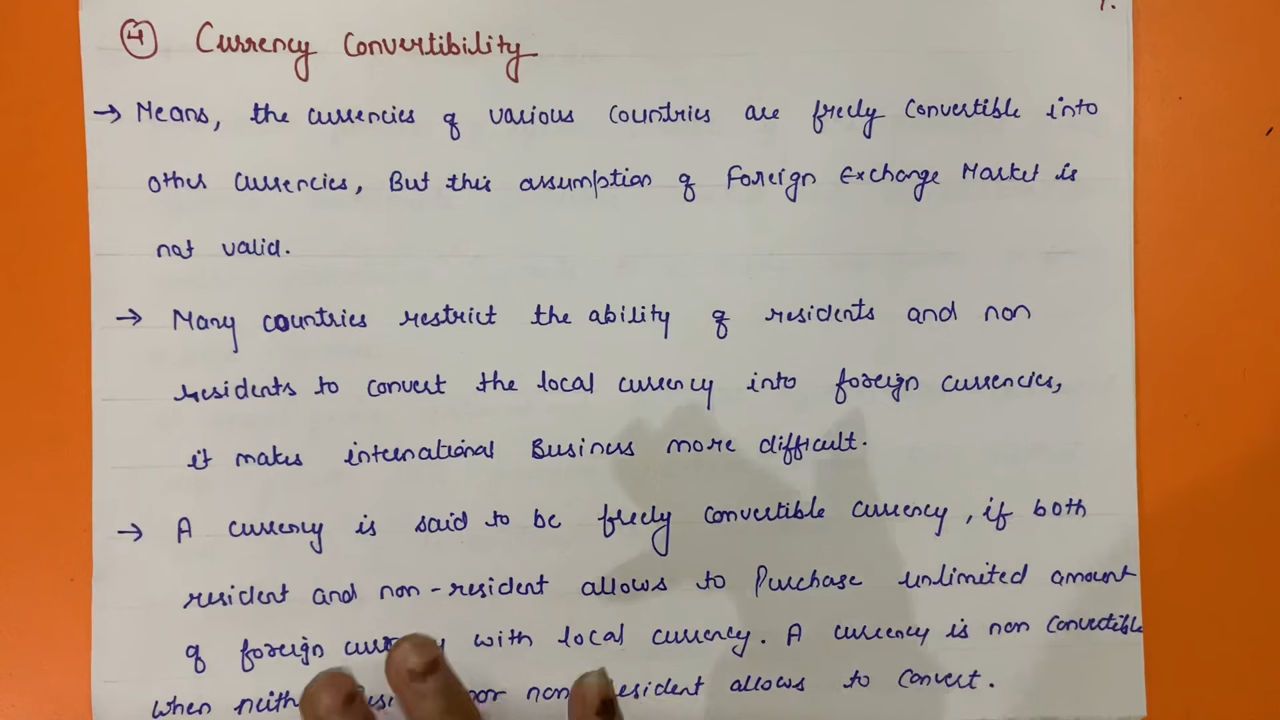 1.
④ Currency Convertibility
→ Means, the currencies of various countries are freely convertible into
other currencies, But this assumption of Foreign Exchange Market is
not valid.
→ Many countries restrict the ability of residents and non
residents to convert the local currency into foreign currencies,
it makes international Business more difficult.
→ A currency is said to be freely convertible currency, if both
resident and non-resident allows to Purchase unlimited amount
of foreign with local currency. A currency is non Convertible
when nor non resident allows to convert.